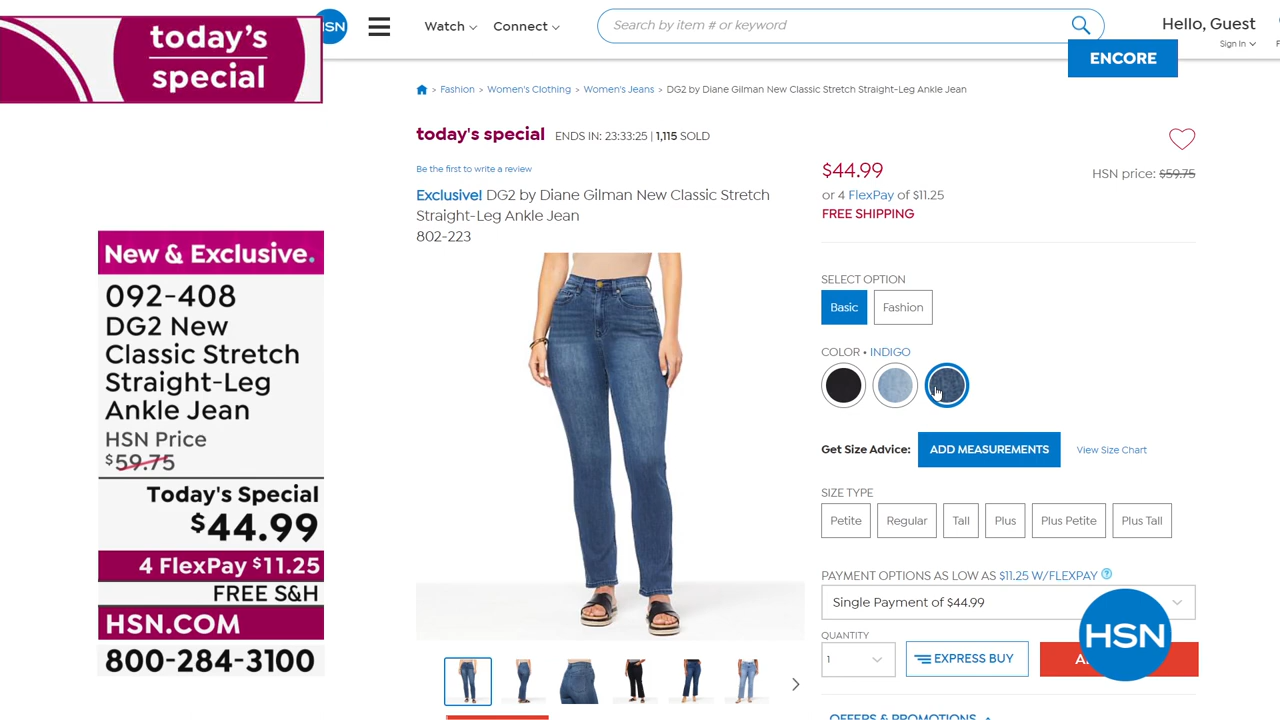 today's
special
HSN
Watch
Connect
Search by item # or keyword
Hello, Guest
Sign In
ENCORE
> Fashion > Women's Clothing > Women's Jeans > DG2 by Diane Gilman New Classic Stretch Straight-Leg Ankle Jean
today's special ENDS IN: 23:33:25 | 1,115 SOLD
Be the first to write a review
Exclusive! DG2 by Diane Gilman New Classic Stretch
Straight-Leg Ankle Jean
802-223
$44.99
HSN price: $59.75
or 4 FlexPay of $11.25
FREE SHIPPING
SELECT OPTION
Basic
Fashion
COLOR • INDIGO
Get Size Advice:
ADD MEASUREMENTS
View Size Chart
SIZE TYPE
Petite
Regular
Tall
Plus
Plus Petite
Plus Tall
PAYMENT OPTIONS AS LOW AS $11.25 W/FLEXPAY ?
Single Payment of $44.99
QUANTITY
1
EXPRESS BUY
HSN
OFFERS & PROMOTIONS
New & Exclusive.
092-408
DG2 New
Classic Stretch
Straight-Leg
Ankle Jean
HSN Price
$59.75
Today's Special
$44.99
4 FlexPay $11.25
FREE S&H
HSN.COM
800-284-3100